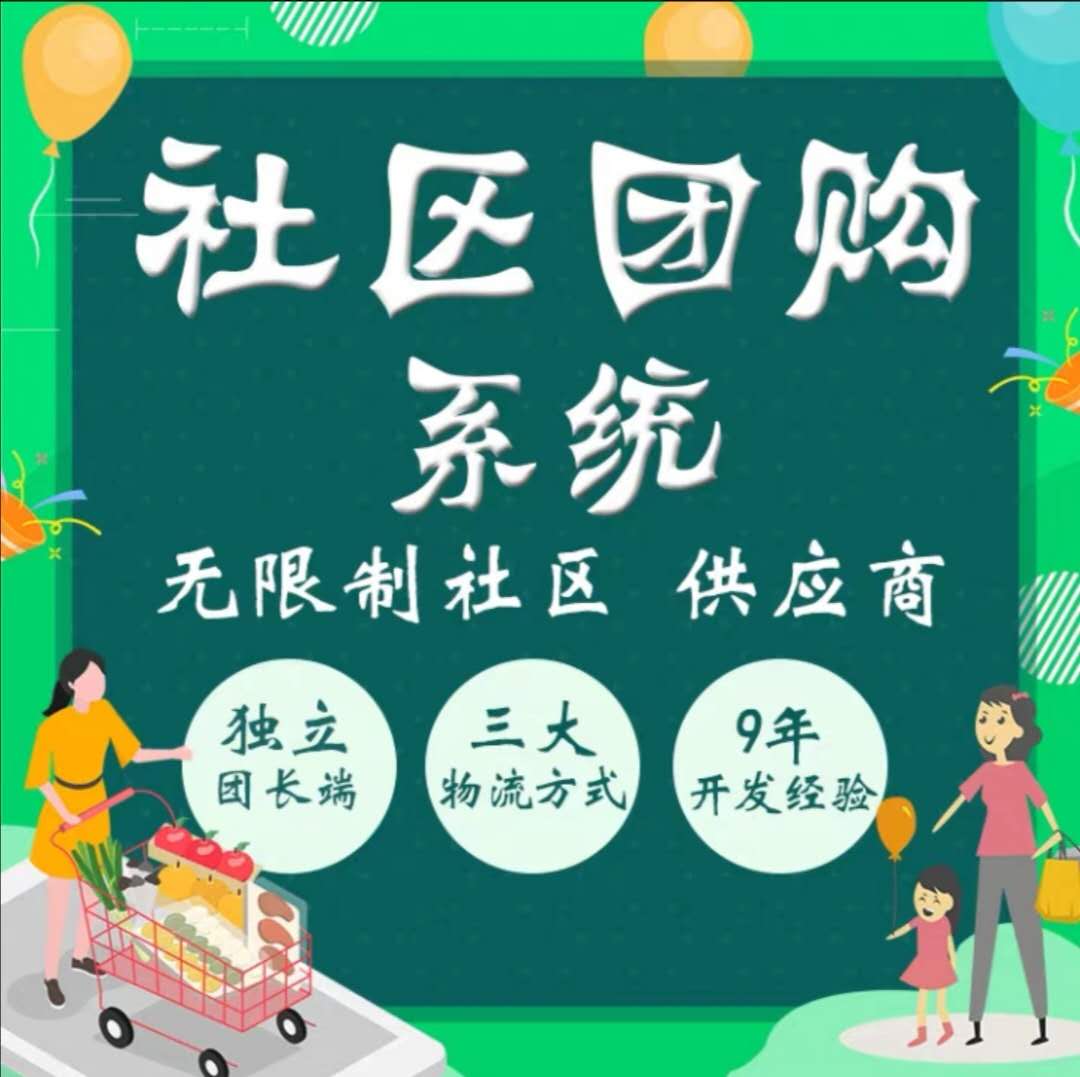 社区团购
系统
无限制社区 供应商
独立
团长端
三大
物流方式
9年
开发经验